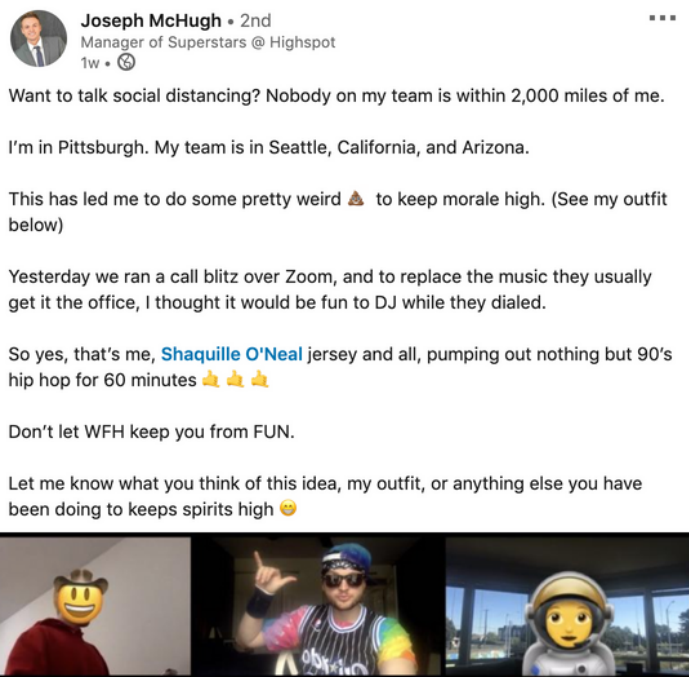 Joseph McHugh • 2nd
Manager of Superstars @ Highspot
1w •
Want to talk social distancing? Nobody on my team is within 2,000 miles of me.
I’m in Pittsburgh. My team is in Seattle, California, and Arizona.
This has led me to do some pretty weird 💩 to keep morale high. (See my outfit
below)
Yesterday we ran a call blitz over Zoom, and to replace the music they usually
get it the office, I thought it would be fun to DJ while they dialed.
So yes, that’s me, Shaquille O'Neal jersey and all, pumping out nothing but 90’s
hip hop for 60 minutes 🤙 🤙 🤙
Don’t let WFH keep you from FUN.
Let me know what you think of this idea, my outfit, or anything else you have
been doing to keeps spirits high 😁